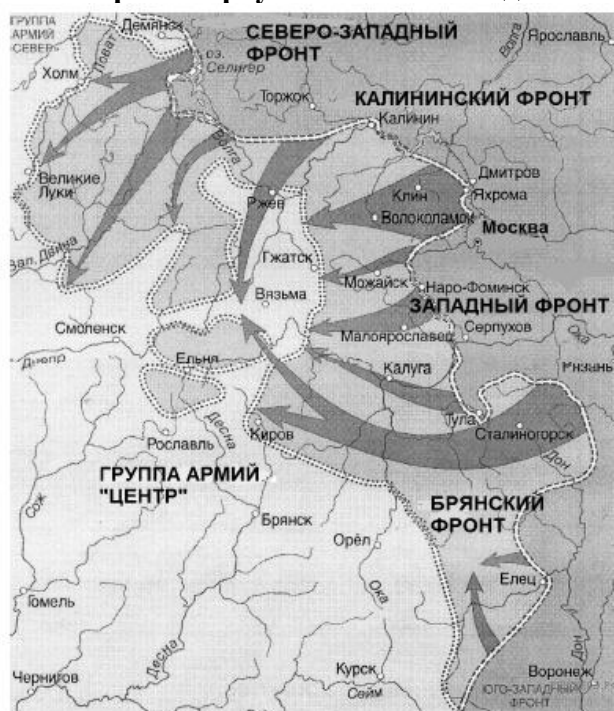 ГРУППА
АРМИЙ
"СЕВЕР"
Демянск
СЕВЕРО-ЗАПАДНЫЙ
ФРОНТ
Волга
Ярославль
Холм
Ловать
оз.
Селигер
Торжок
КАЛИНИНСКИЙ ФРОНТ
Калинин
Волга
Великие
Луки
Ржев
Клин
Дмитров
Яхрома
Волоколамск
Москва
Зап. Двина
Гжатск
Можайск
Наро-Фоминск
ЗАПАДНЫЙ ФРОНТ
Вязьма
Смоленск
Малоярославец
Серпухов
Ока
Днепр
Ельня
Калуга
Рязань
Тула
Сталиногорск
Рославль
Десна
Киров
Дон
ГРУППА АРМИЙ
"ЦЕНТР"
БРЯНСКИЙ
ФРОНТ
Сож
Брянск
Орёл
Елец
Ока
Гомель
Десна
Дон
Чернигов
Курск
Сейм
Воронеж
ЮГО-ЗАПАДНЫЙ
ФРОНТ